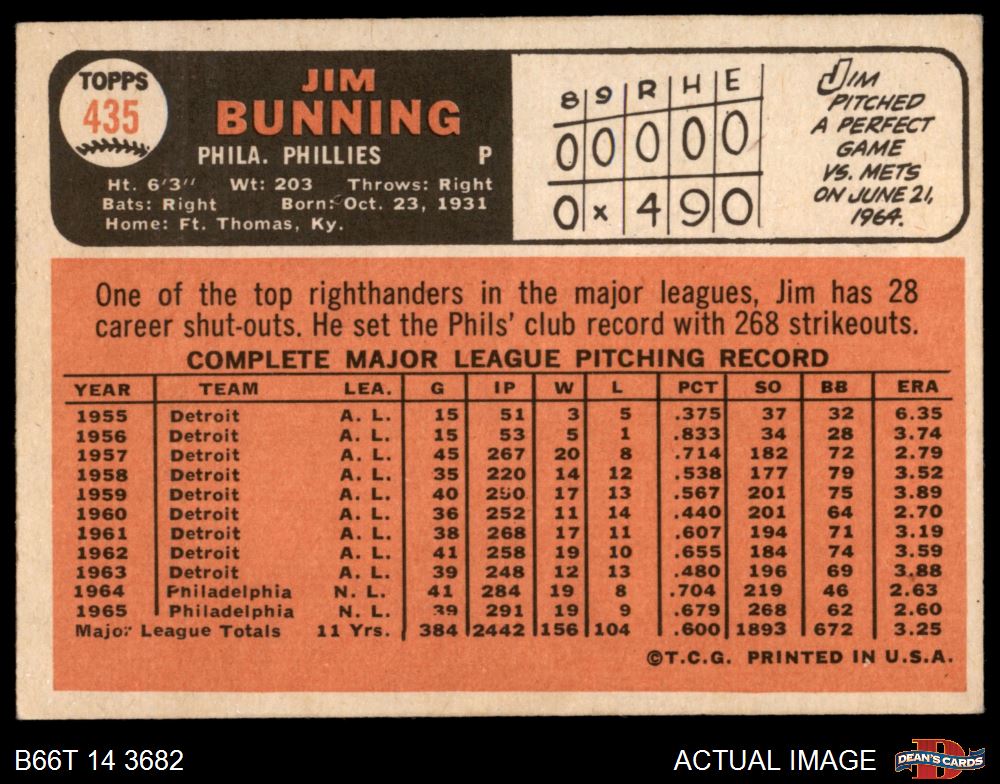 TOPPS
435
JIM
BUNNING
PHILA. PHILLIES P
Ht. 6'3" Wt: 203 Throws: Right
Bats: Right Born: Oct. 23, 1931
Home: Ft. Thomas, Ky.
8 9 R H E
0 0 0 0 0
0 x 4 9 0
JIM
PITCHED
A PERFECT
GAME
VS. METS
ON JUNE 21,
1964.
One of the top righthanders in the major leagues, Jim has 28
career shut-outs. He set the Phils' club record with 268 strikeouts.
COMPLETE MAJOR LEAGUE PITCHING RECORD
YEAR TEAM LEA. G IP W L PCT SO BB ERA
1955 Detroit A. L. 15 51 3 5 .375 37 32 6.35
1956 Detroit A. L. 15 53 5 1 .833 34 28 3.74
1957 Detroit A. L. 45 267 20 8 .714 182 72 2.79
1958 Detroit A. L. 35 220 14 12 .538 177 79 3.52
1959 Detroit A. L. 40 250 17 13 .567 201 75 3.89
1960 Detroit A. L. 36 252 11 14 .440 201 64 2.70
1961 Detroit A. L. 38 268 17 11 .607 194 71 3.19
1962 Detroit A. L. 41 258 19 10 .655 184 74 3.59
1963 Detroit A. L. 39 248 12 13 .480 196 69 3.88
1964 Philadelphia N. L. 41 284 19 8 .704 219 46 2.63
1965 Philadelphia N. L. 39 291 19 9 .679 268 62 2.60
Major League Totals 11 Yrs. 384 2442 156 104 .600 1893 672 3.25
©T.C.G. PRINTED IN U.S.A.
B66T 14 3682 ACTUAL IMAGE DEAN'S CARDS